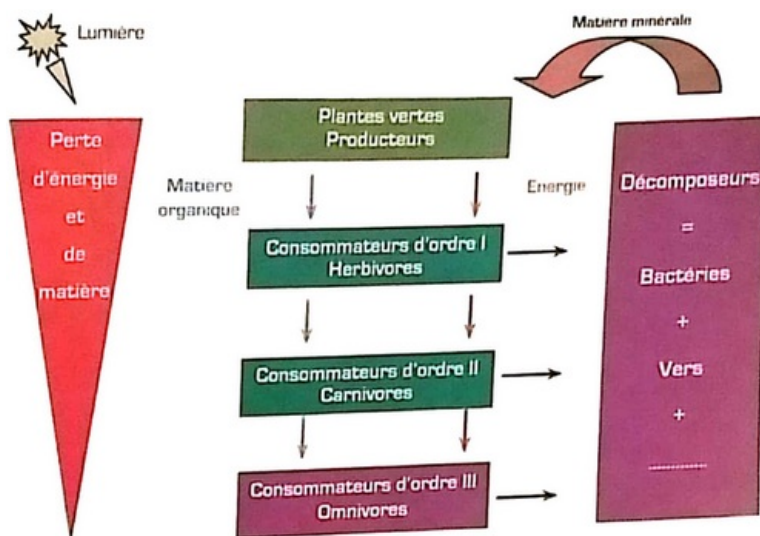 Lumière
Matière minérale
Perte
d'énergie
et
de
matière
Plantes vertes
Producteurs
Matière
organique
Energie
Consommateurs d'ordre I
Herbivores
Consommateurs d'ordre II
Carnivores
Consommateurs d'ordre III
Omnivores
Décomposeurs
=
Bactéries
+
Vers
+
..............